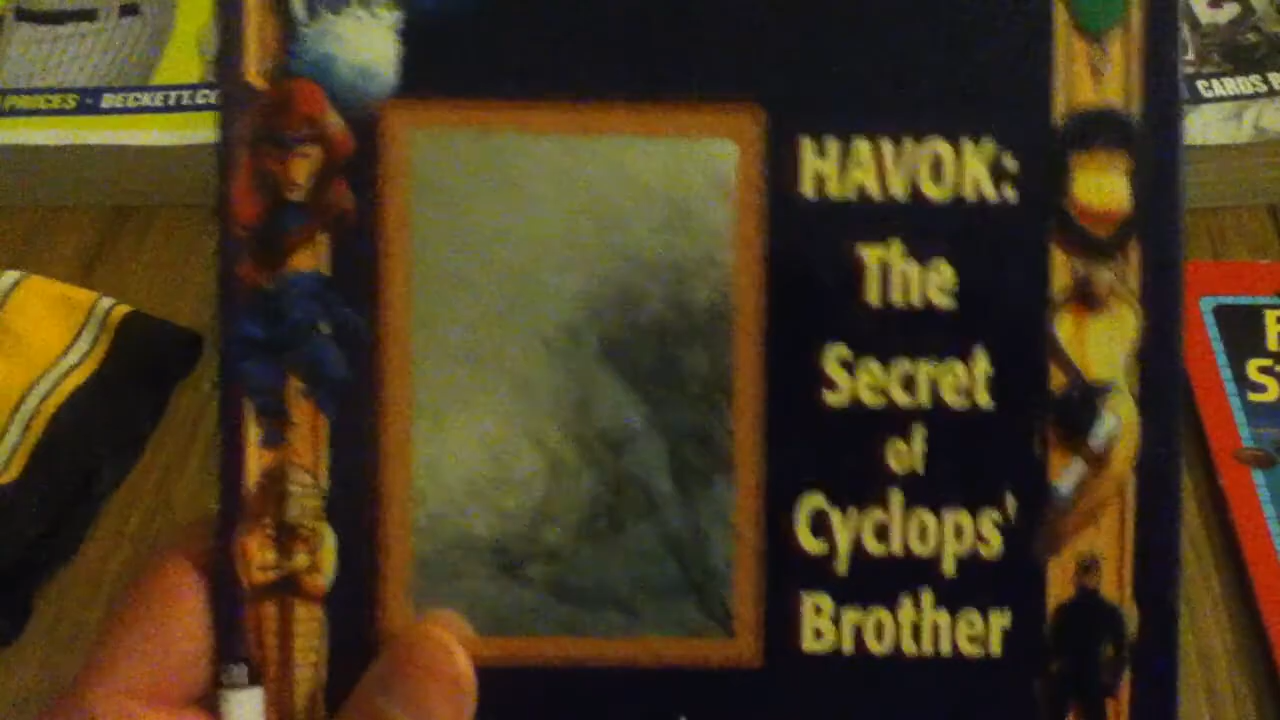 PRICES - BECKETT.CO
CARDS
HAVOK:
The
Secret
of
Cyclops'
Brother